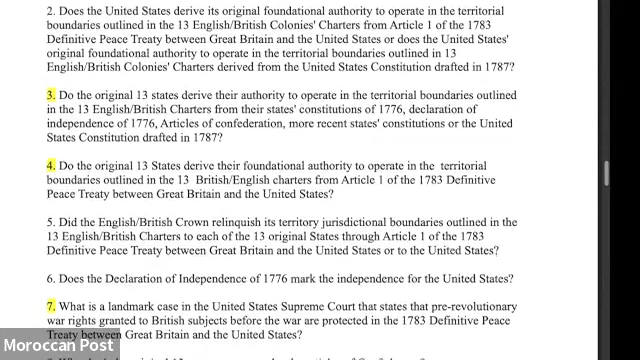 2. Does the United States derive its original foundational authority to operate in the territorial
boundaries outlined in the 13 English/British Colonies' Charters from Article 1 of the 1783
Definitive Peace Treaty between Great Britain and the United States or does the United States'
original foundational authority to operate in the territorial boundaries outlined in 13
English/British Colonies' Charters derived from the United States Constitution drafted in 1787?
3. Do the original 13 states derive their authority to operate in the territorial boundaries outlined
in the 13 English/British Charters from their states' constitutions of 1776, declaration of
independence of 1776, Articles of confederation, more recent states' constitutions or the United
States Constitution drafted in 1787?
4. Do the original 13 States derive their foundational authority to operate in the territorial
boundaries outlined in the 13 British/English charters from Article 1 of the 1783 Definitive
Peace Treaty between Great Britain and the United States?
5. Did the English/British Crown relinquish its territory jurisdictional boundaries outlined in the
13 English/British Charters to each of the 13 original States through Article 1 of the 1783
Definitive Peace Treaty between Great Britain and the United States or to the United States?
6. Does the Declaration of Independence of 1776 mark the independence for the United States?
7. What is a landmark case in the United States Supreme Court that states that pre-revolutionary
war rights granted to British subjects before the war are protected in the 1783 Definitive Peace
Treaty between Great Britain and the United States?
Moroccan Post